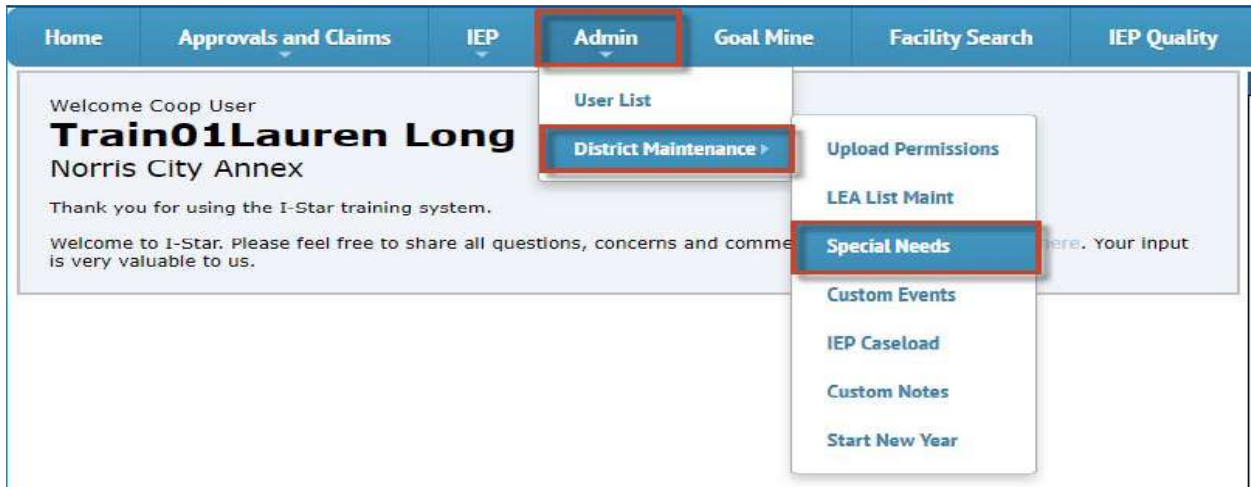 Home Approvals and Claims IEP Admin Goal Mine Facility Search IEP Quality
Welcome Coop User
Train01Lauren Long
Norris City Annex
Thank you for using the I-Star training system.
Welcome to I-Star. Please feel free to share all questions, concerns and comme here. Your input
is very valuable to us.
User List
District Maintenance
Upload Permissions
LEA List Maint
Special Needs
Custom Events
IEP Caseload
Custom Notes
Start New Year